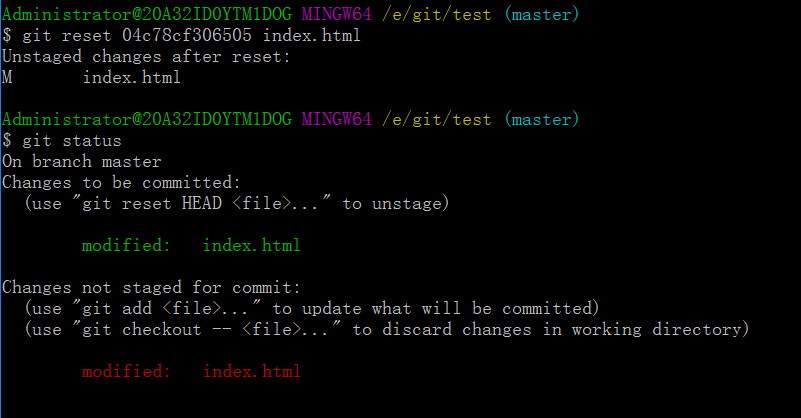 Administrator@20A32ID0YTM1DOG MINGW64 /e/git/test (master)
$ git reset 04c78cf306505 index.html
Unstaged changes after reset:
M       index.html
Administrator@20A32ID0YTM1DOG MINGW64 /e/git/test (master)
$ git status
On branch master
Changes to be committed:
  (use "git reset HEAD <file>..." to unstage)
        modified:   index.html
Changes not staged for commit:
  (use "git add <file>..." to update what will be committed)
  (use "git checkout -- <file>..." to discard changes in working directory)
        modified:   index.html